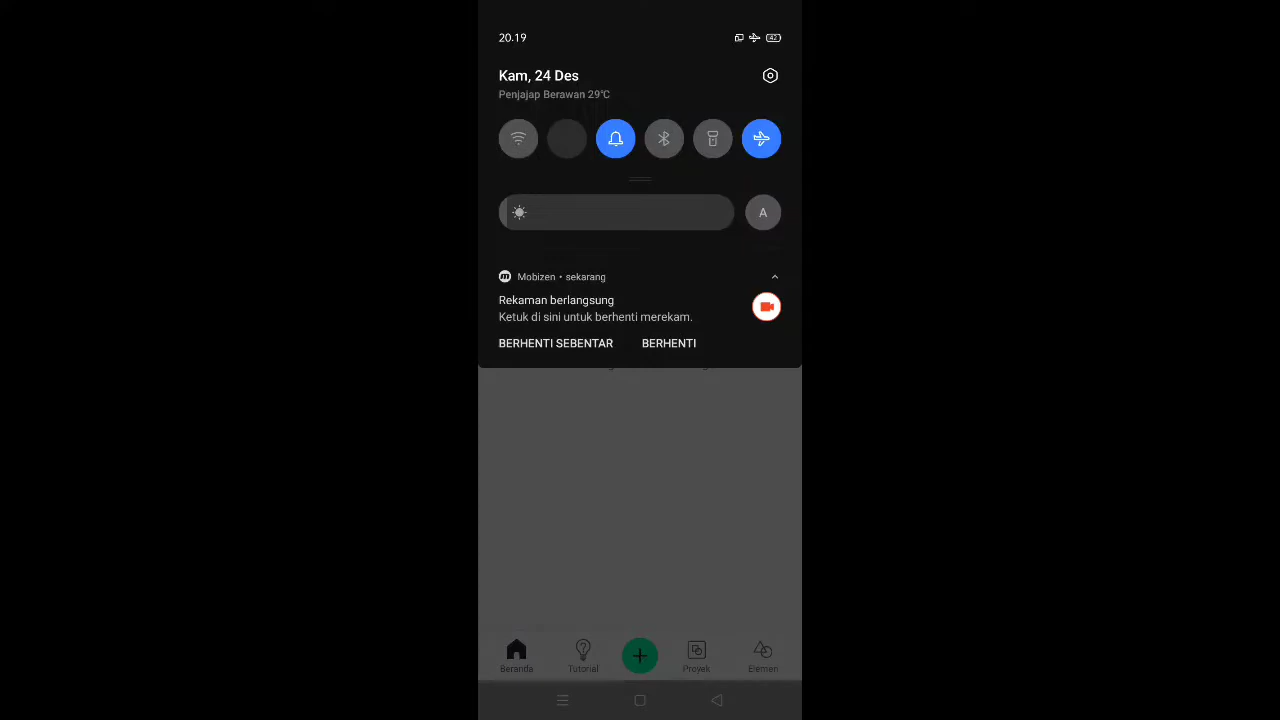 20.19
42
Kam, 24 Des
Penjajap Berawan 29°C
A
Mobizen • sekarang
Rekaman berlangsung
Ketuk di sini untuk berhenti merekam.
BERHENTI SEBENTAR BERHENTI
Beranda Tutorial Proyek Elemen